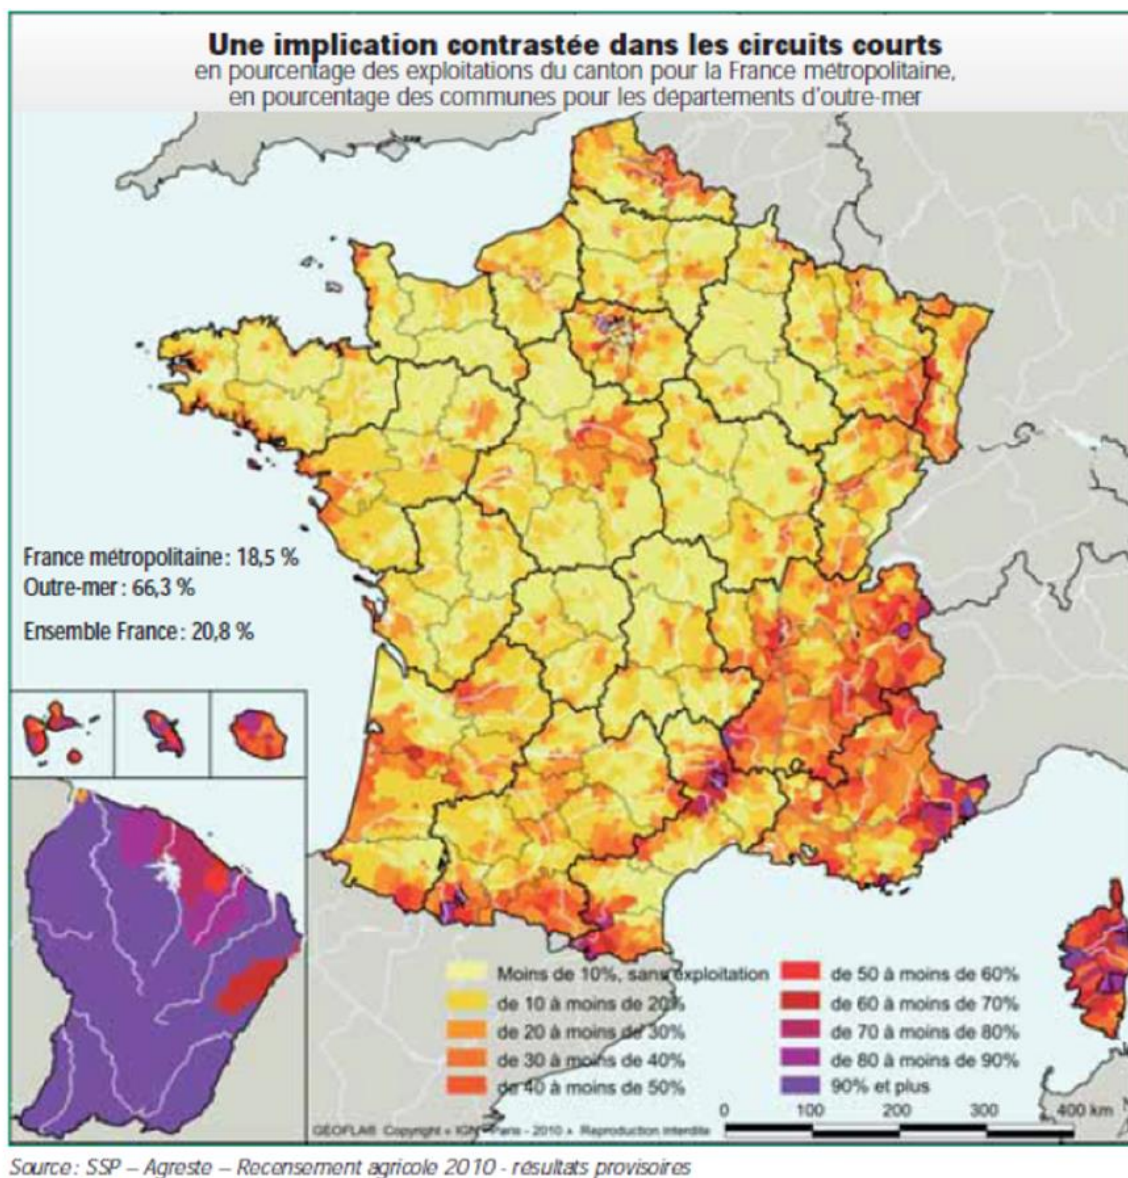 Une implication contrastée dans les circuits courts
en pourcentage des exploitations du canton pour la France métropolitaine,
en pourcentage des communes pour les départements d'outre-mer
France métropolitaine : 18,5 %
Outre-mer : 66,3 %
Ensemble France : 20,8 %
Moins de 10%, sans exploitation
de 10 à moins de 20%
de 20 à moins de 30%
de 30 à moins de 40%
de 40 à moins de 50%
de 50 à moins de 60%
de 60 à moins de 70%
de 70 à moins de 80%
de 80 à moins de 90%
90% et plus
0 100 200 300 400 km
GEOFLA® Copyright « IGN - Paris - 2010 » Reproduction interdite
Source : SSP – Agreste – Recensement agricole 2010 - résultats provisoires